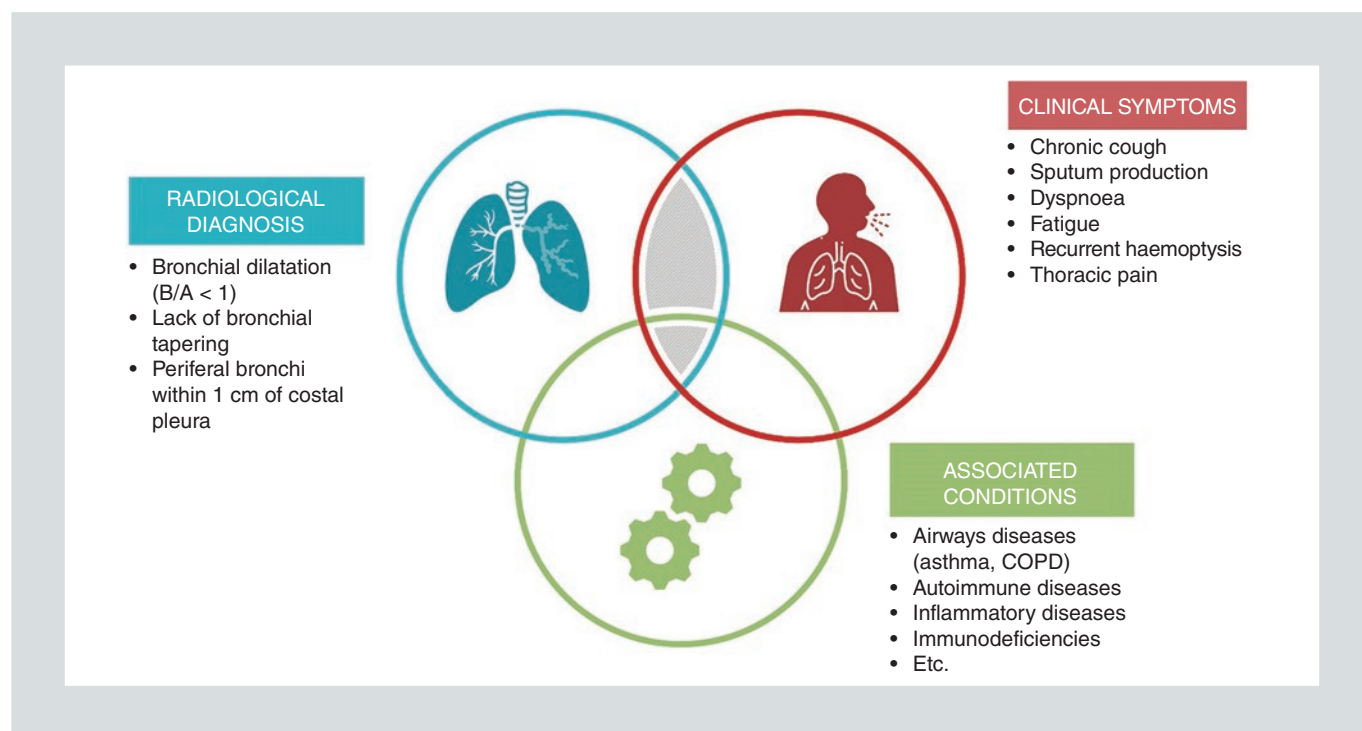 RADIOLOGICAL
DIAGNOSIS
• Bronchial dilatation
(B/A < 1)
• Lack of bronchial
tapering
• Periferal bronchi
within 1 cm of costal
pleura
CLINICAL SYMPTOMS
• Chronic cough
• Sputum production
• Dyspnoea
• Fatigue
• Recurrent haemoptysis
• Thoracic pain
ASSOCIATED
CONDITIONS
• Airways diseases
(asthma, COPD)
• Autoimmune diseases
• Inflammatory diseases
• Immunodeficiencies
• Etc.